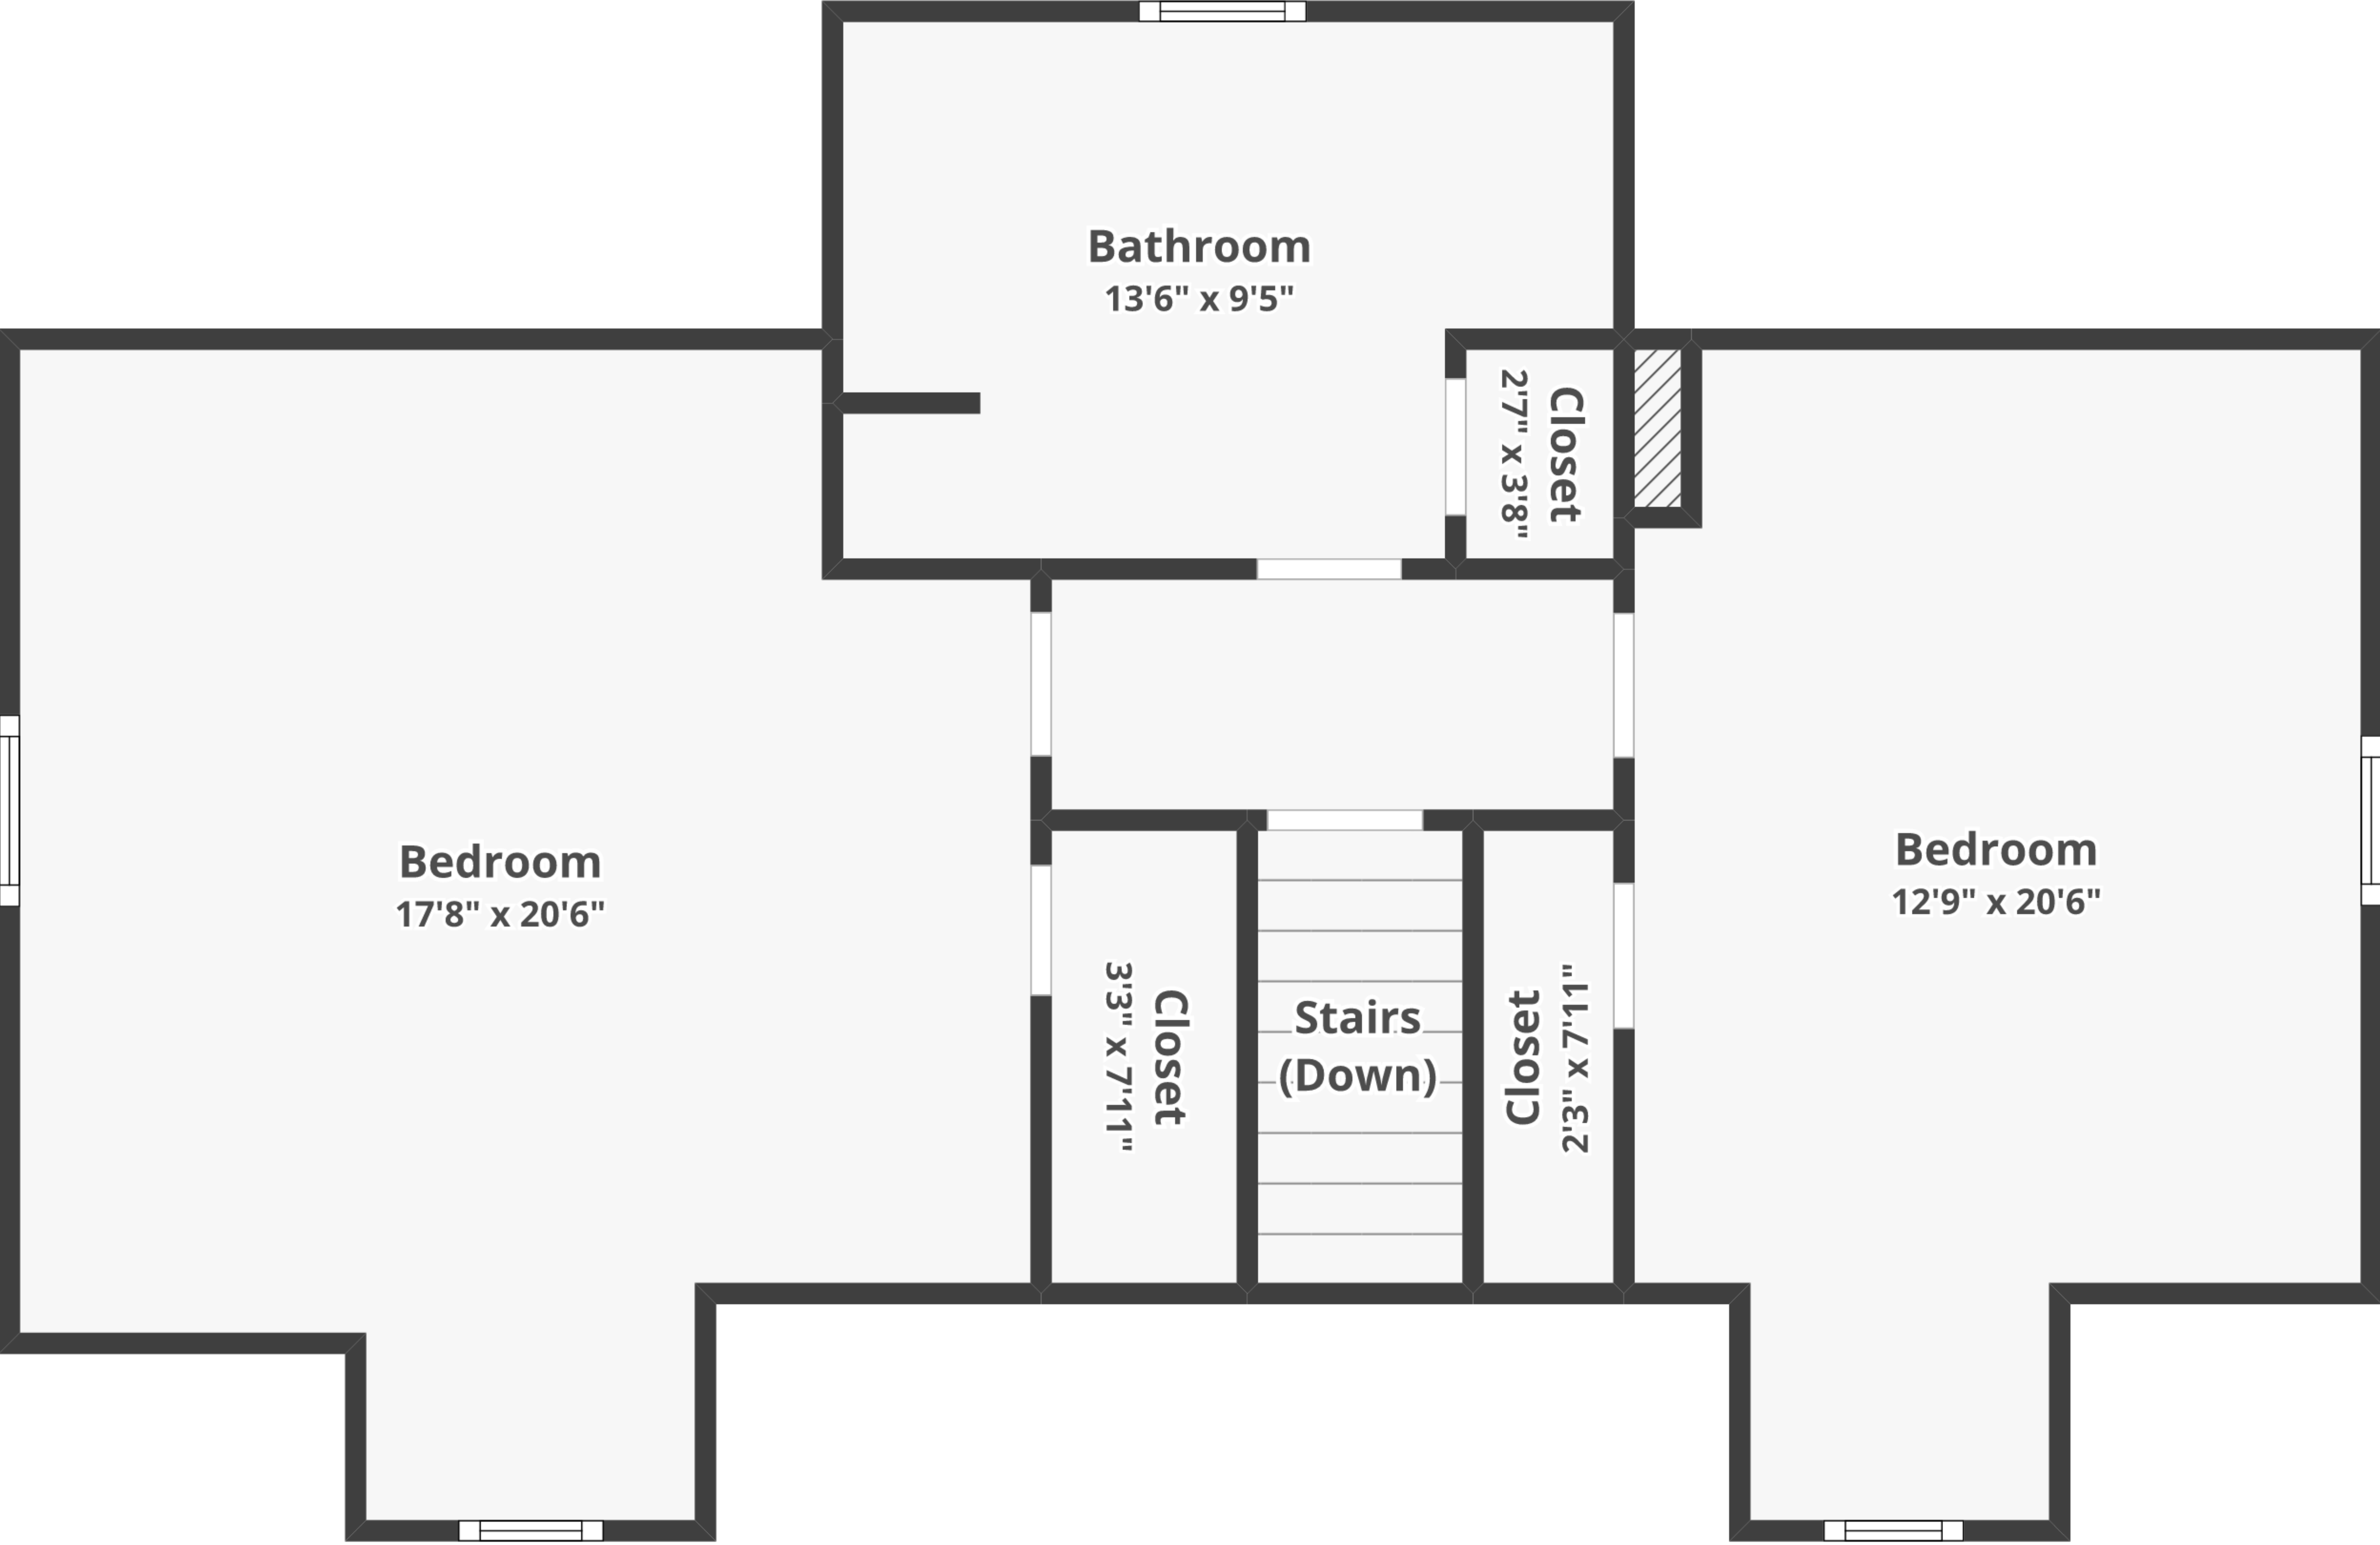 Bathroom
13'6" x 9'5"
Closet
2'7" x 3'8"
Bedroom
17'8" x 20'6"
Bedroom
12'9" x 20'6"
Closet
3'3" x 7'11"
Stairs
(Down)
Closet
2'3" x 7'11"